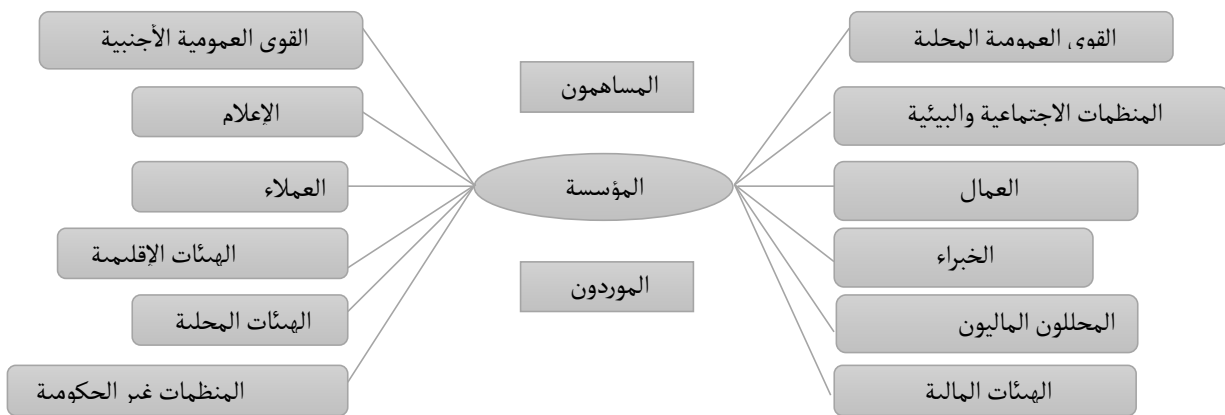 القوى العمومية المحلية
القوى العمومية الأجنبية
المساهمون
المنظمات الاجتماعية والبيئية
الإعلام
المؤسسة
العمال
العملاء
الخبراء
الهيئات الإقليمية
الموردون
المحللون الماليون
الهيئات المحلية
الهيئات المالية
المنظمات غير الحكومية